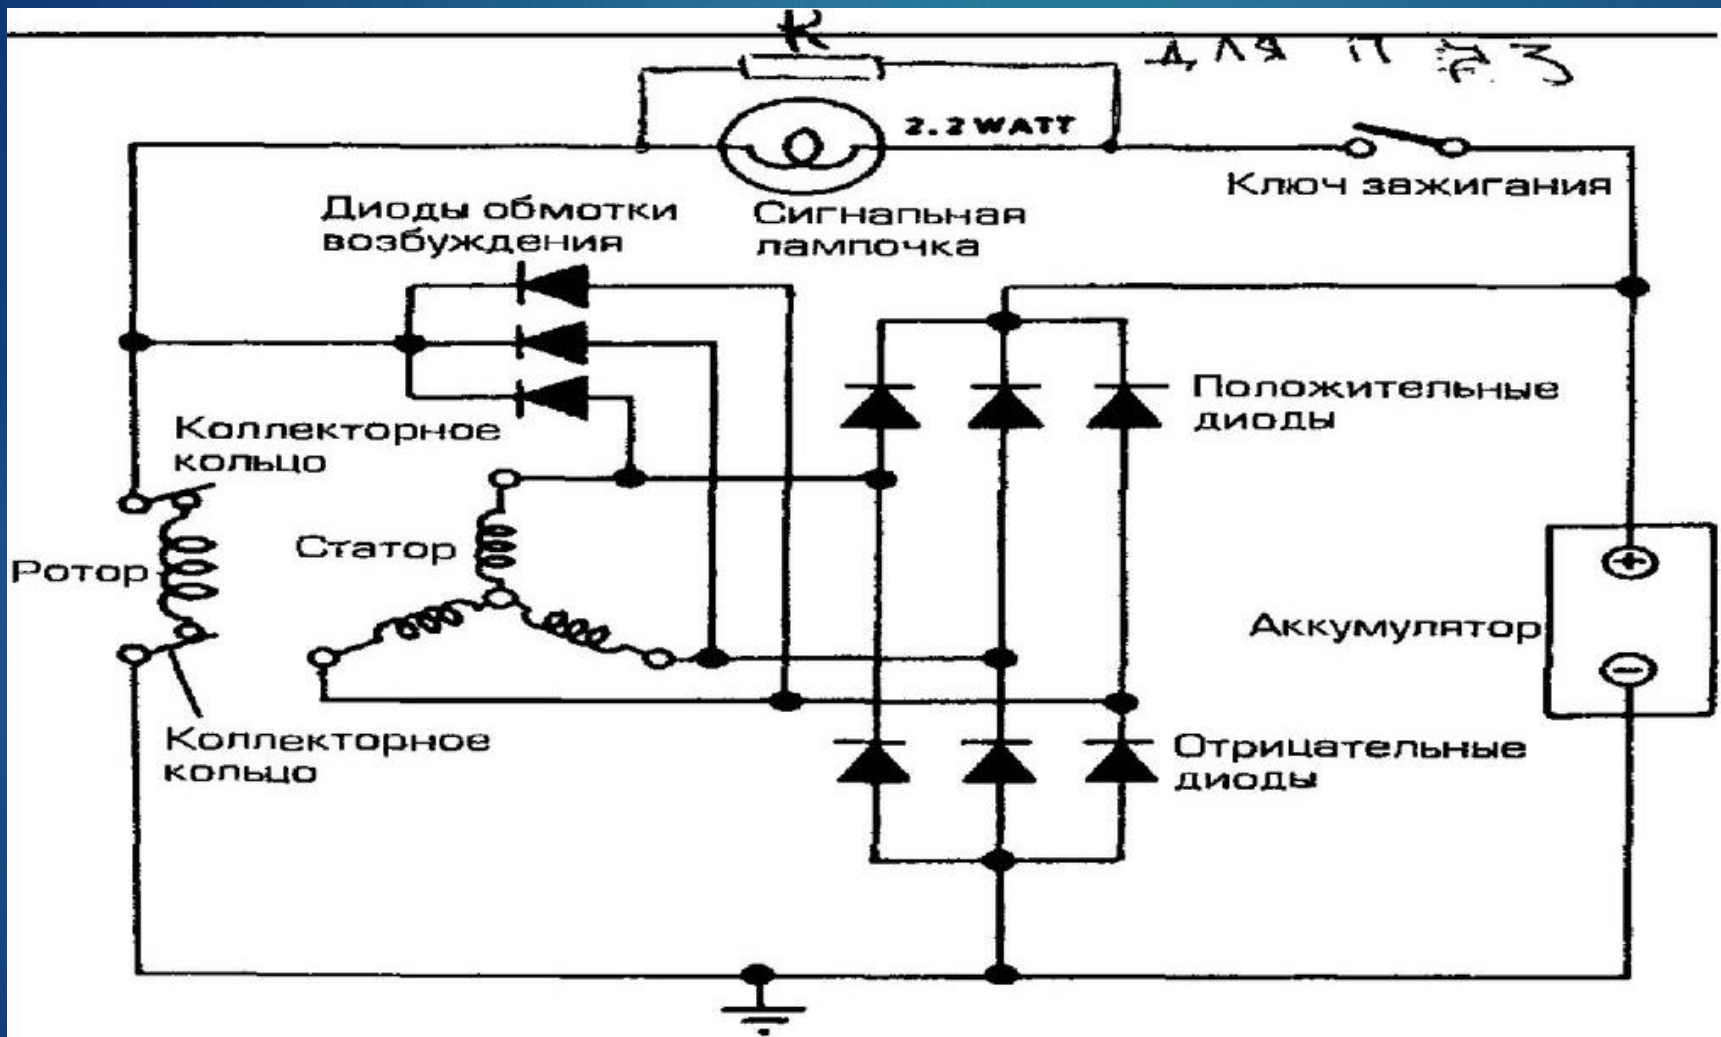 R
для п
2.2 WATT
Ключ зажигания
Диоды обмотки
возбуждения
Сигнальная
лампочка
Положительные
диоды
Коллекторное
кольцо
Статор
Ротор
+
Аккумулятор
−
Коллекторное
кольцо
Отрицательные
диоды